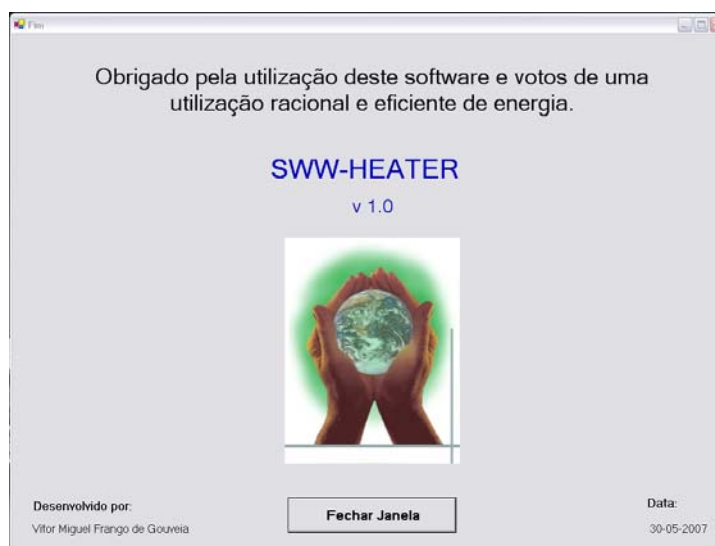 Fim
Obrigado pela utilização deste software e votos de uma
utilização racional e eficiente de energia.
SWW-HEATER
v 1.0
Desenvolvido por:
Vitor Miguel Frango de Gouveia
Fechar Janela
Data:
30-05-2007